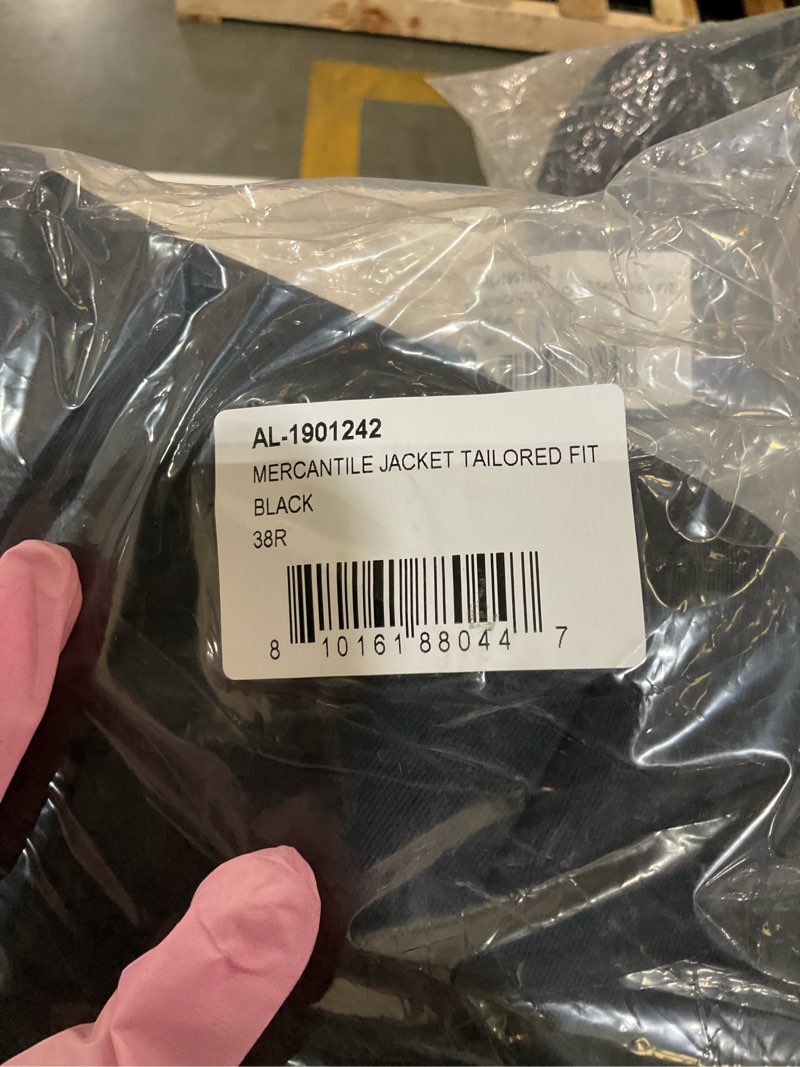 AL-1901242
MERCANTILE JACKET TAILORED FIT
BLACK
38R
8 10161 88044 7